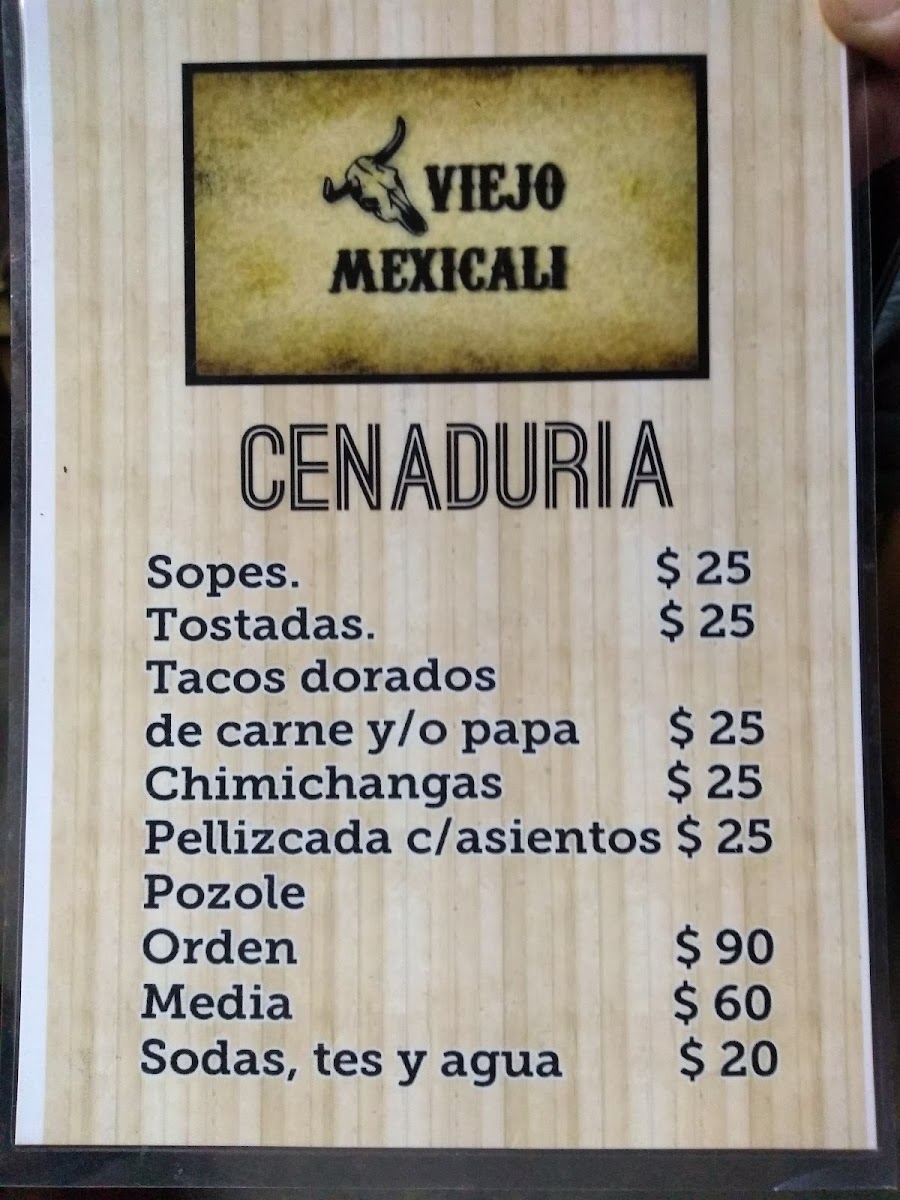 VIEJO
MEXICALI
CENADURIA
Sopes. $ 25
Tostadas. $ 25
Tacos dorados
de carne y/o papa $ 25
Chimichangas $ 25
Pellizcada c/asientos $ 25
Pozole
Orden $ 90
Media $ 60
Sodas, tes y agua $ 20